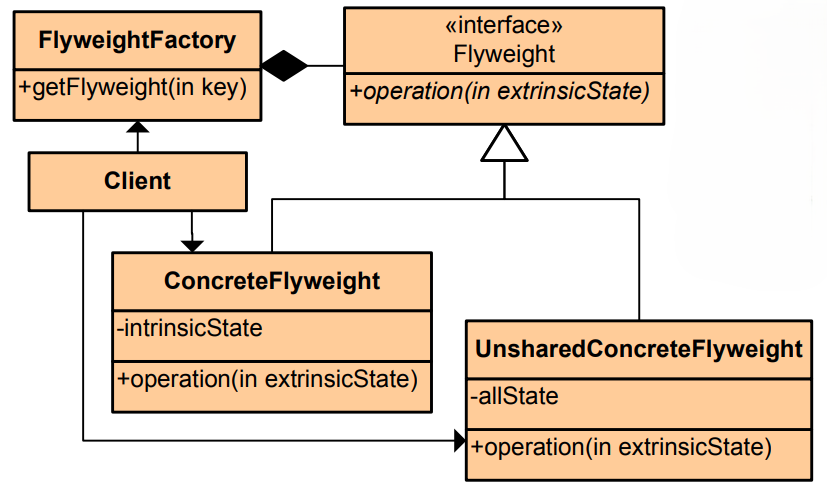 FlyweightFactory
+getFlyweight(in key)
«interface»
Flyweight
+operation(in extrinsicState)
Client
ConcreteFlyweight
-intrinsicState
+operation(in extrinsicState)
UnsharedConcreteFlyweight
-allState
+operation(in extrinsicState)